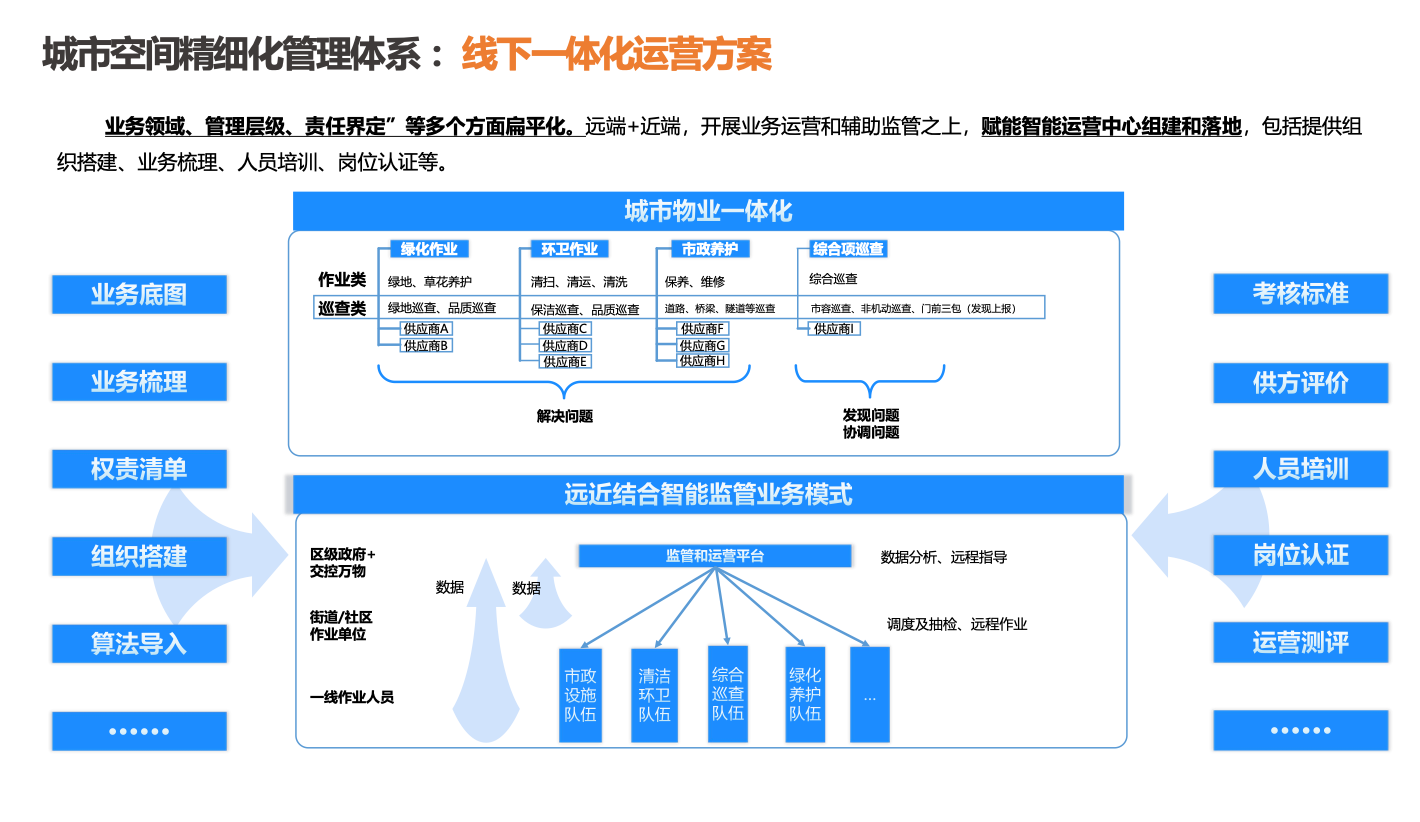 城市空间精细化管理体系： 线下一体化运营方案
业务领域、管理层级、责任界定”等多个方面扁平化。远端+近端，开展业务运营和辅助监管之上，赋能智能运营中心组建和落地，包括提供组
织搭建、业务梳理、人员培训、岗位认证等。
业务底图
业务梳理
权责清单
组织搭建
算法导入
••••••
城市物业一体化
绿化作业 环卫作业 市政养护 综合项巡查
作业类 绿地、草花养护 清扫、清运、清洗 保养、维修 综合巡查
巡查类 绿地巡查、品质巡查 保洁巡查、品质巡查 道路、桥梁、隧道等巡查 市容巡查、非机动巡查、门前三包（发现上报）
供应商A 供应商C 供应商F 供应商I
供应商B 供应商D 供应商G
供应商E 供应商H
解决问题
发现问题
协调问题
远近结合智能监管业务模式
区级政府+
交控万物
街道/社区
作业单位
一线作业人员
数据
数据
监管和运营平台
数据分析、远程指导
调度及抽检、远程作业
市政
设施
队伍
清洁
环卫
队伍
综合
巡查
队伍
绿化
养护
队伍
...
考核标准
供方评价
人员培训
岗位认证
运营测评
••••••